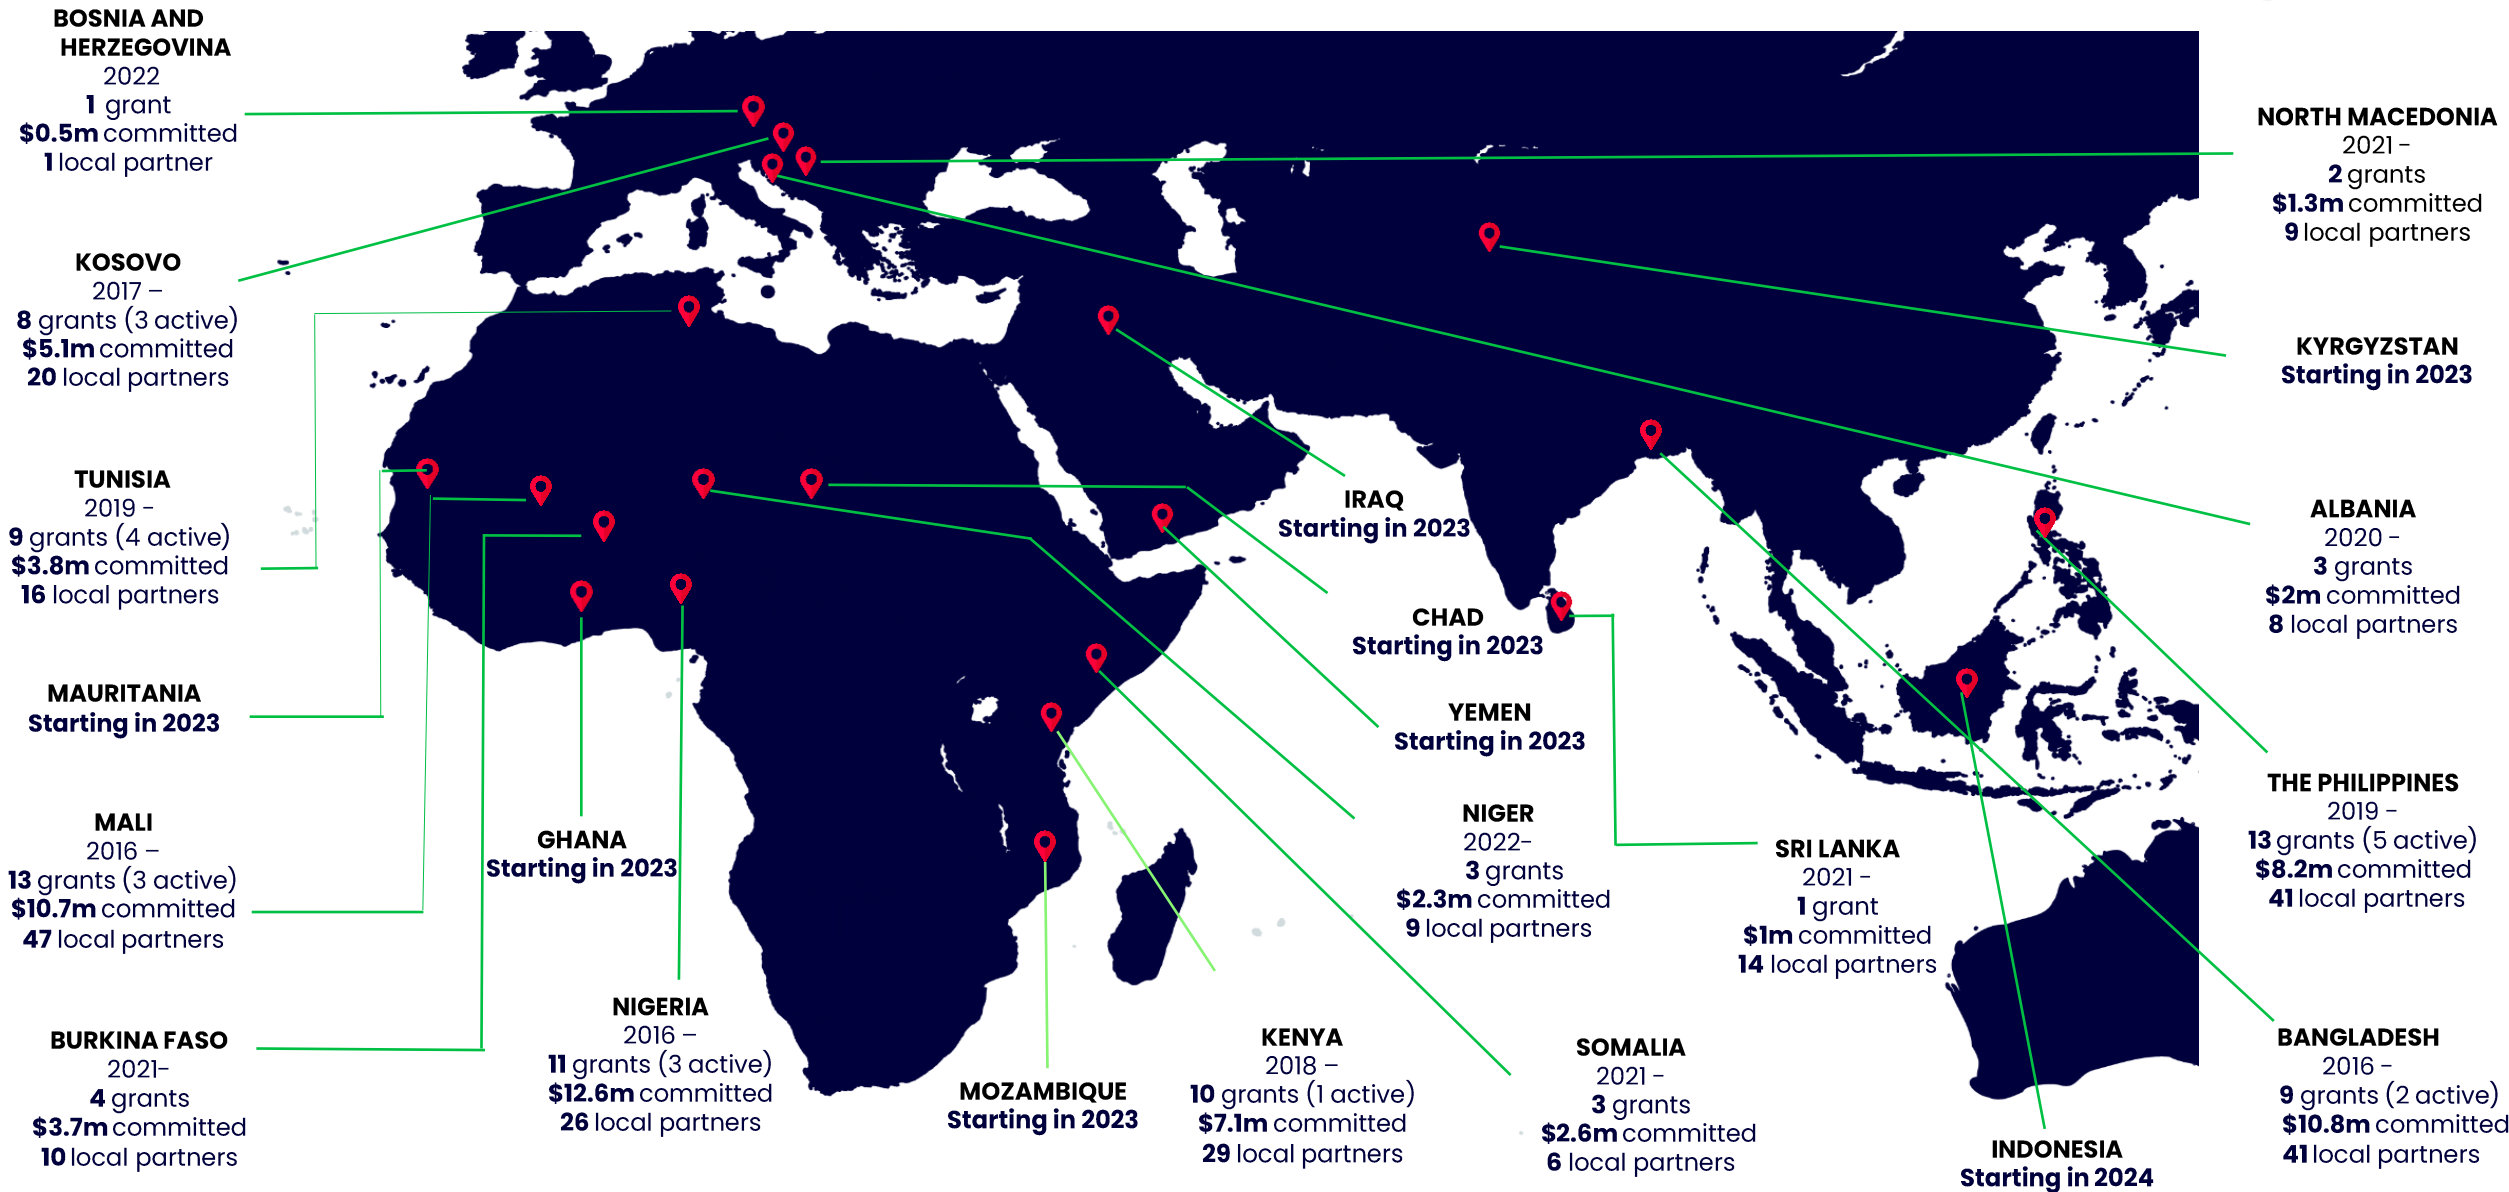 BOSNIA AND
HERZEGOVINA
2022
1 grant
$0.5m committed
1 local partner
KOSOVO
2017 –
8 grants (3 active)
$5.1m committed
20 local partners
TUNISIA
2019 -
9 grants (4 active)
$3.8m committed
16 local partners
MAURITANIA
Starting in 2023
MALI
2016 –
13 grants (3 active)
$10.7m committed
47 local partners
BURKINA FASO
2021-
4 grants
$3.7m committed
10 local partners
GHANA
Starting in 2023
NIGERIA
2016 –
11 grants (3 active)
$12.6m committed
26 local partners
MOZAMBIQUE
Starting in 2023
KENYA
2018 –
10 grants (1 active)
$7.1m committed
29 local partners
SOMALIA
2021 -
3 grants
$2.6m committed
6 local partners
IRAQ
Starting in 2023
CHAD
Starting in 2023
YEMEN
Starting in 2023
NIGER
2022-
3 grants
$2.3m committed
9 local partners
SRI LANKA
2021 -
1 grant
$1m committed
14 local partners
NORTH MACEDONIA
2021 -
2 grants
$1.3m committed
9 local partners
KYRGYZSTAN
Starting in 2023
ALBANIA
2020 -
3 grants
$2m committed
8 local partners
THE PHILIPPINES
2019 -
13 grants (5 active)
$8.2m committed
41 local partners
BANGLADESH
2016 -
9 grants (2 active)
$10.8m committed
41 local partners
INDONESIA
Starting in 2024